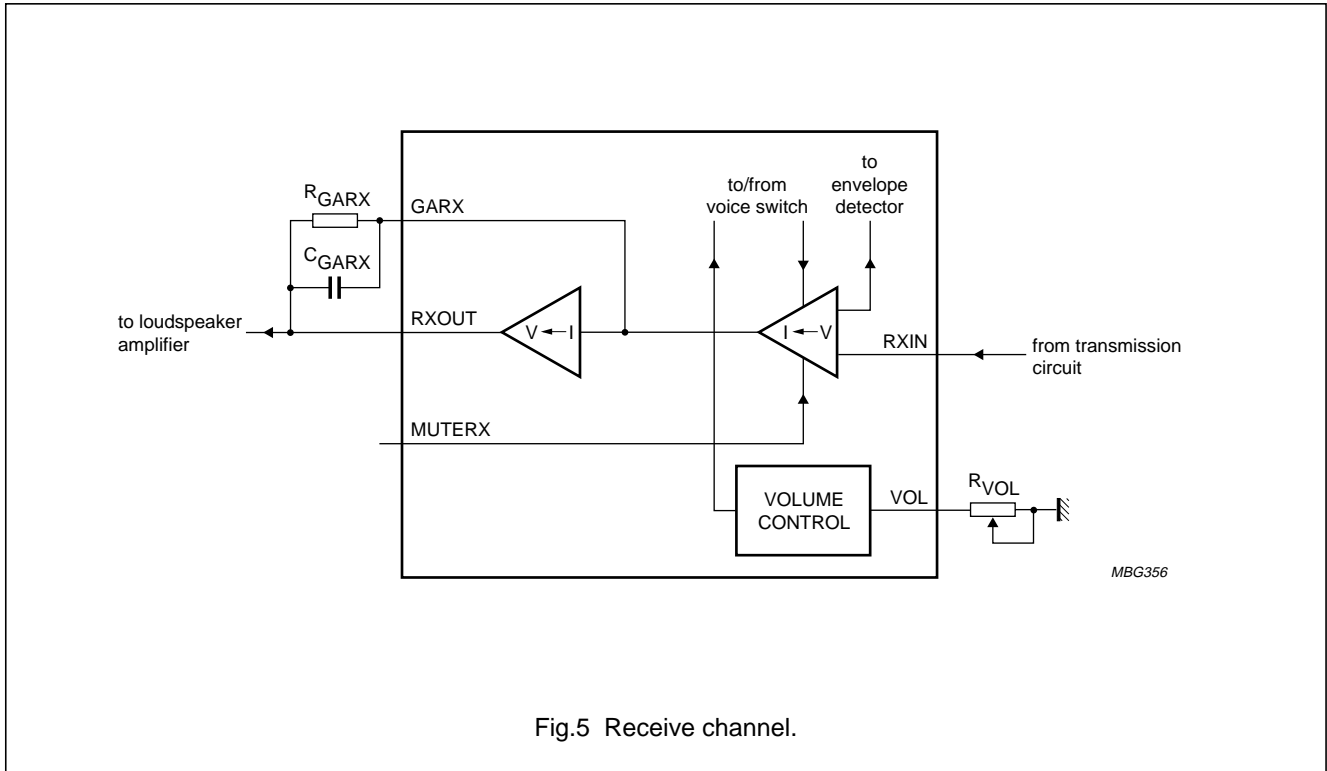 to
envelope
detector
to/from
voice switch
RGARX
GARX
CGARX
to loudspeaker
amplifier
RXOUT
V I
I V
RXIN
from transmission
circuit
MUTERX
VOLUME
CONTROL
VOL
RVOL
MBG356
Fig.5 Receive channel.